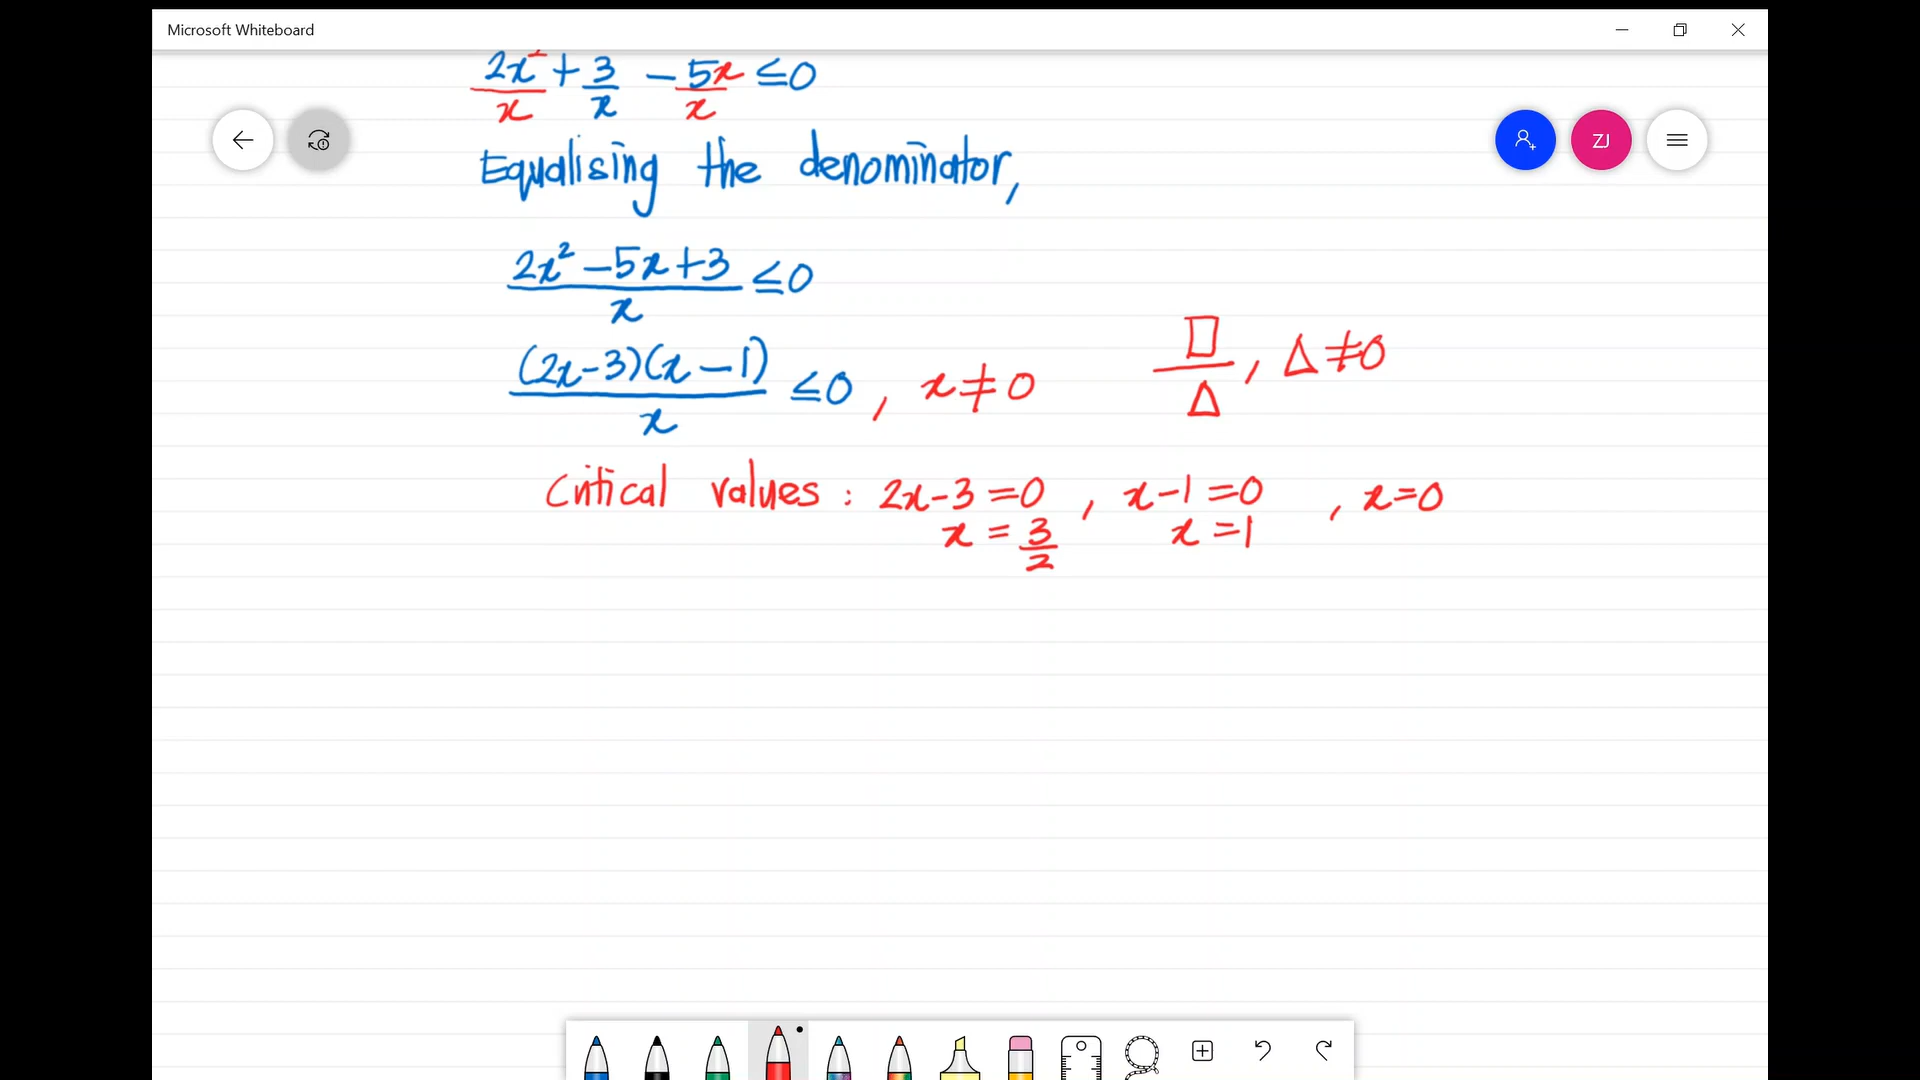 Microsoft Whiteboard
2x²/x + 3/x - 5x/x ≤ 0
ZJ
Equalising the denominator,
(2x² - 5x + 3)/x ≤ 0
(2x-3)(x-1)/x ≤ 0 , x ≠ 0
□/Δ , Δ ≠ 0
Critical values : 2x-3=0 , x-1=0 , x=0
x = 3/2 x = 1